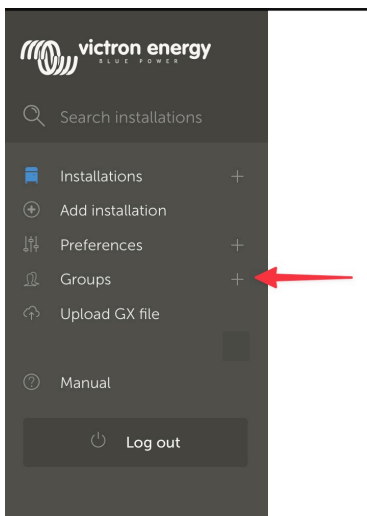 victron energy
BLUE POWER
Search installations
Installations
Add installation
Preferences
Groups
Upload GX file
Manual
Log out